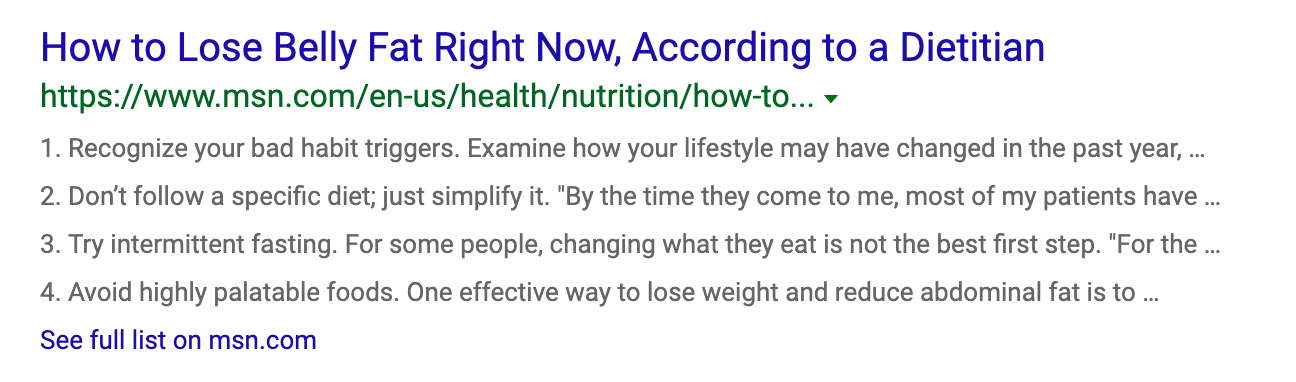 How to Lose Belly Fat Right Now, According to a Dietitian
https://www.msn.com/en-us/health/nutrition/how-to...
1. Recognize your bad habit triggers. Examine how your lifestyle may have changed in the past year, ...
2. Don’t follow a specific diet; just simplify it. "By the time they come to me, most of my patients have ...
3. Try intermittent fasting. For some people, changing what they eat is not the best first step. "For the ...
4. Avoid highly palatable foods. One effective way to lose weight and reduce abdominal fat is to ...
See full list on msn.com